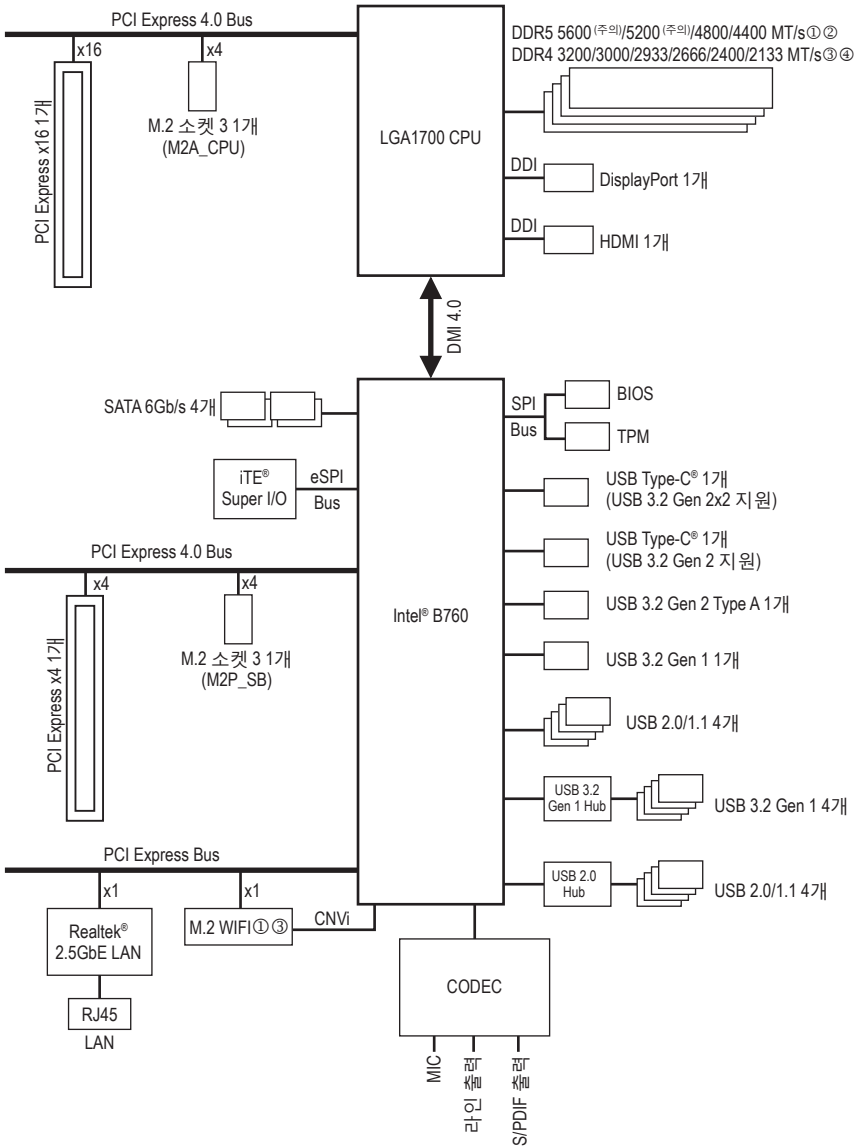 PCI Express 4.0 Bus
x16
x4
PCI Express x16 1개
M.2 소켓 3 1개
(M2A_CPU)
LGA1700 CPU
DDR5 5600 (주의)/5200 (주의)/4800/4400 MT/s①②
DDR4 3200/3000/2933/2666/2400/2133 MT/s③④
DDI
DisplayPort 1개
DDI
HDMI 1개
DMI 4.0
SATA 6Gb/s 4개
iTE®
Super I/O
eSPI
Bus
SPI
Bus
BIOS
TPM
USB Type-C® 1개
(USB 3.2 Gen 2x2 지원)
USB Type-C® 1개
(USB 3.2 Gen 2 지원)
PCI Express 4.0 Bus
x4
x4
PCI Express x4 1개
M.2 소켓 3 1개
(M2P_SB)
Intel® B760
USB 3.2 Gen 2 Type A 1개
USB 3.2 Gen 1 1개
USB 2.0/1.1 4개
USB 3.2
Gen 1 Hub
USB 3.2 Gen 1 4개
USB 2.0
Hub
USB 2.0/1.1 4개
PCI Express Bus
x1
x1
Realtek®
2.5GbE LAN
M.2 WIFI①③
CNVi
RJ45
LAN
CODEC
MIC
라인 출력
S/PDIF 출력